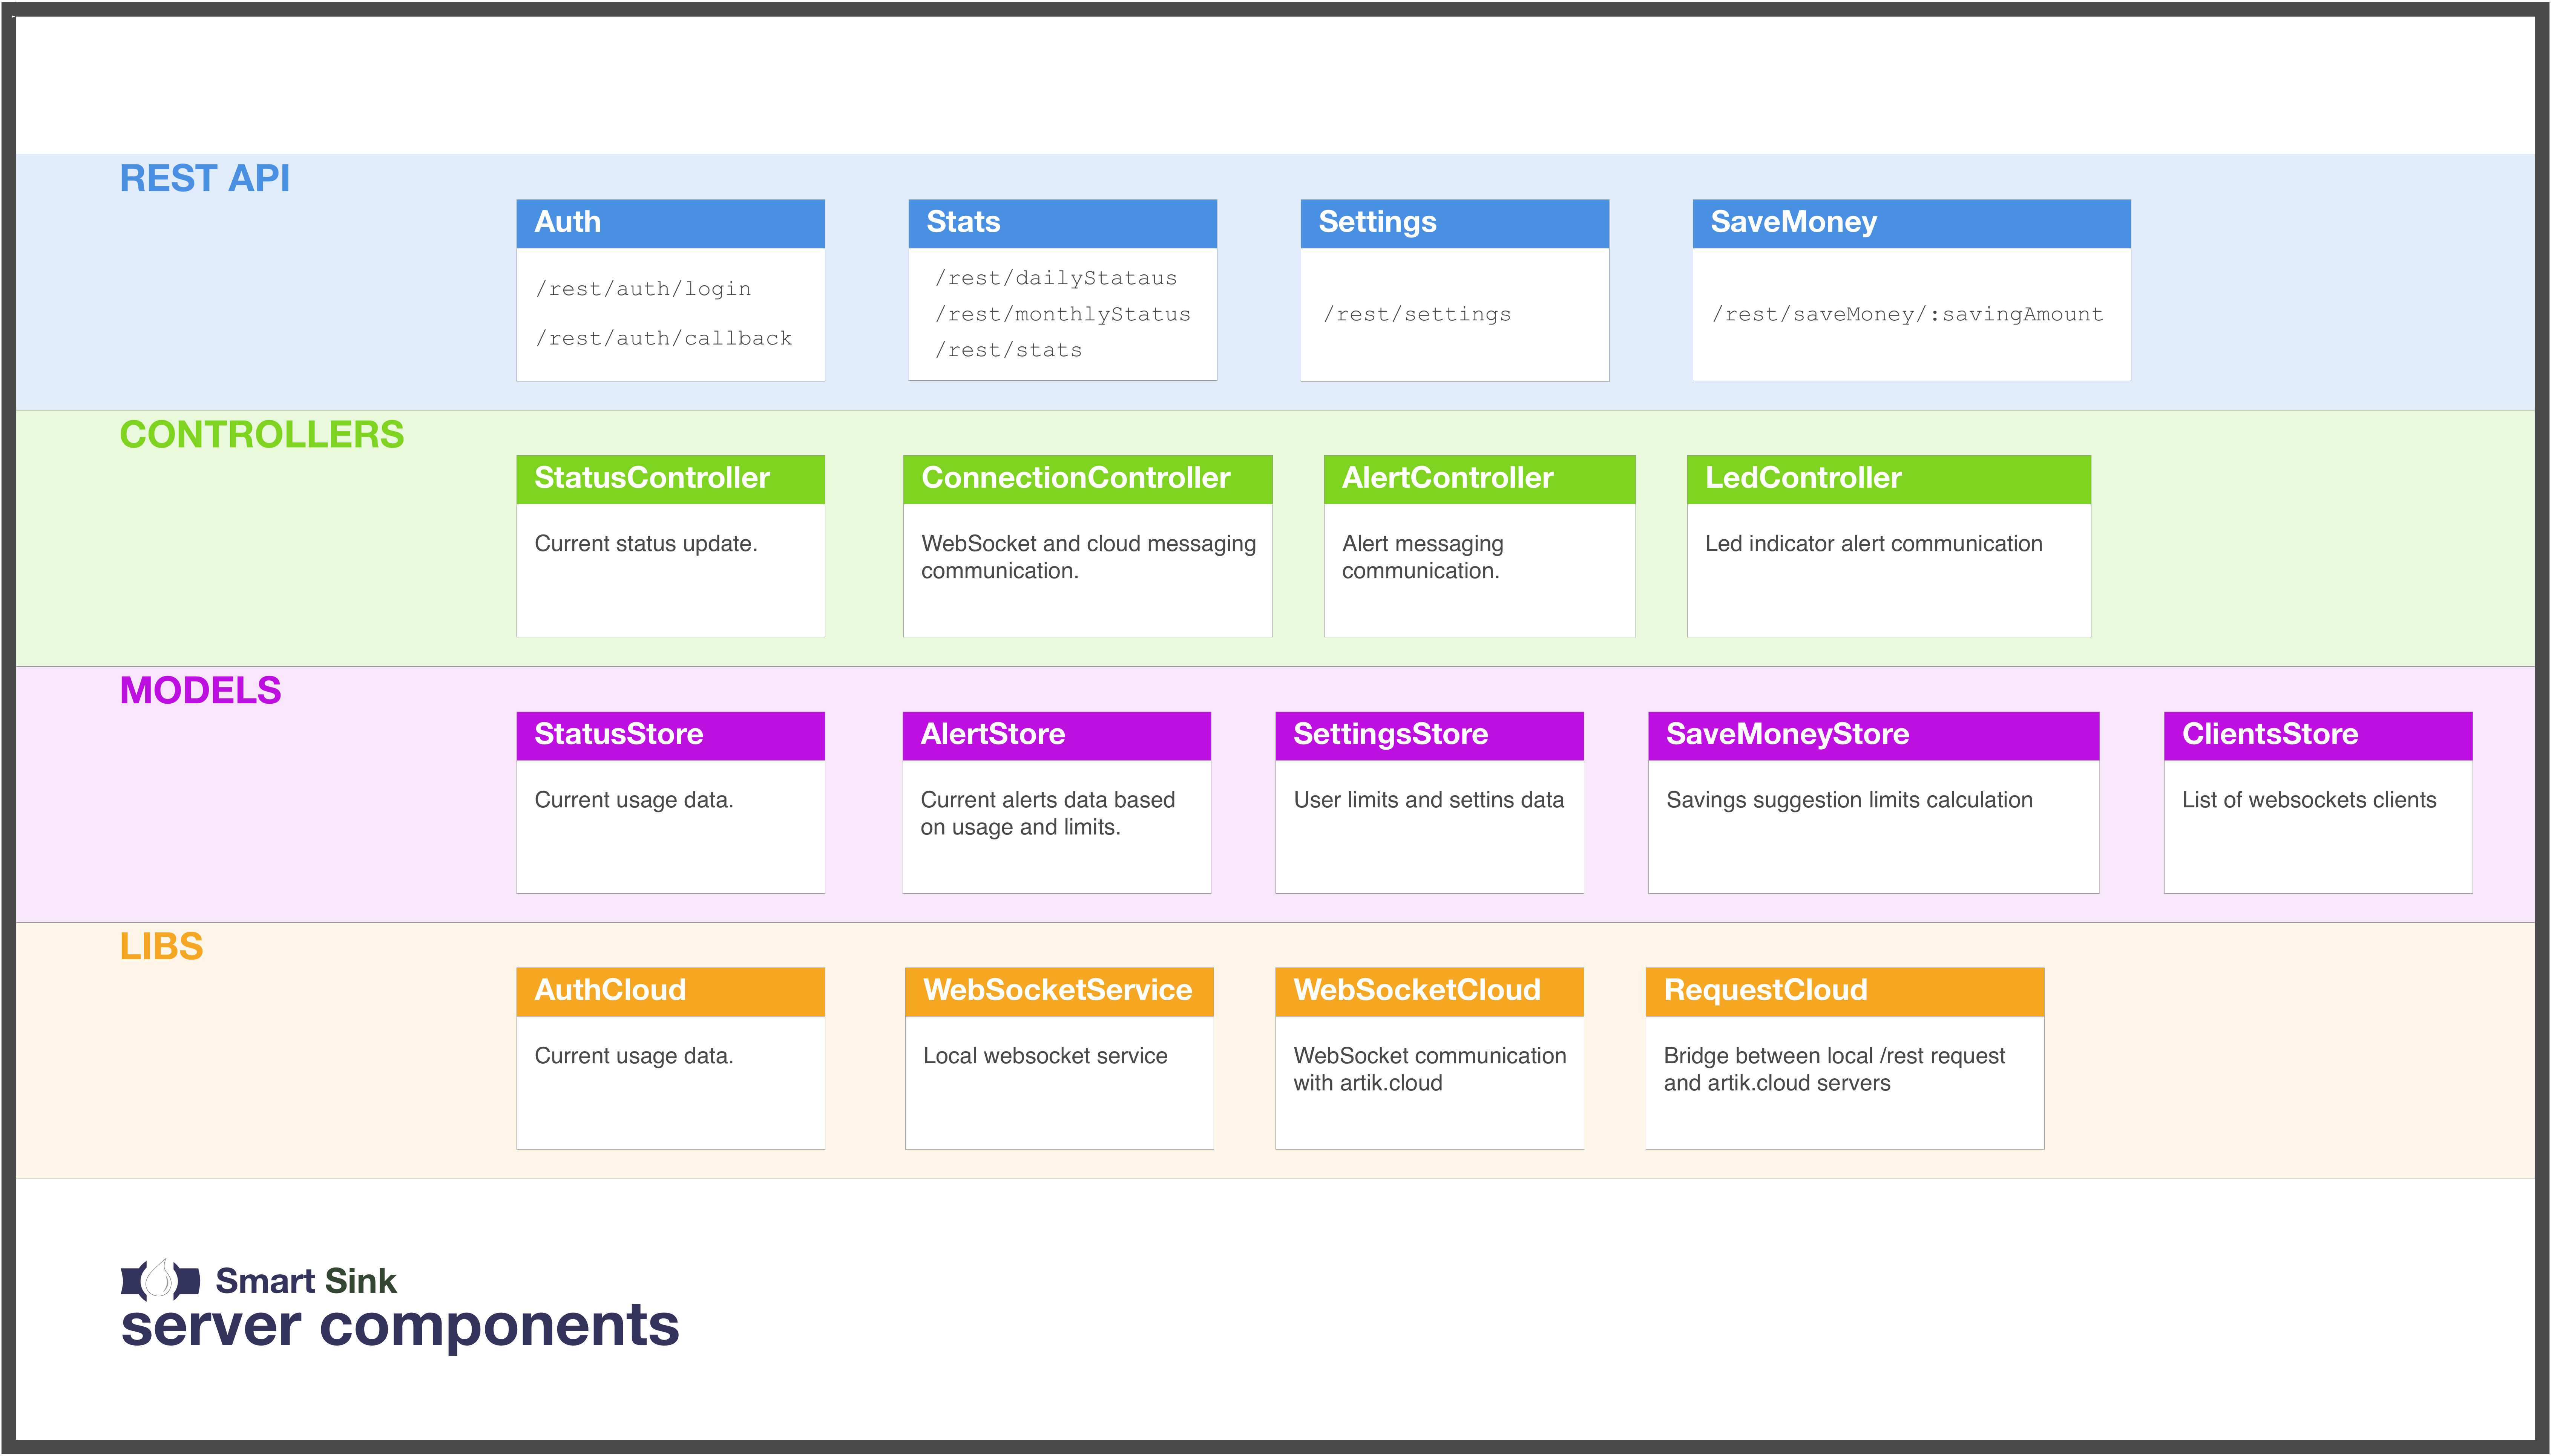 REST API
Auth
/rest/auth/login
/rest/auth/callback
Stats
/rest/dailyStataus
/rest/monthlyStatus
/rest/stats
Settings
/rest/settings
SaveMoney
/rest/saveMoney/:savingAmount
CONTROLLERS
StatusController
Current status update.
ConnectionController
WebSocket and cloud messaging
communication.
AlertController
Alert messaging
communication.
LedController
Led indicator alert communication
MODELS
StatusStore
Current usage data.
AlertStore
Current alerts data based
on usage and limits.
SettingsStore
User limits and settins data
SaveMoneyStore
Savings suggestion limits calculation
ClientsStore
List of websockets clients
LIBS
AuthCloud
Current usage data.
WebSocketService
Local websocket service
WebSocketCloud
WebSocket communication
with artik.cloud
RequestCloud
Bridge between local /rest request
and artik.cloud servers
Smart Sink
server components